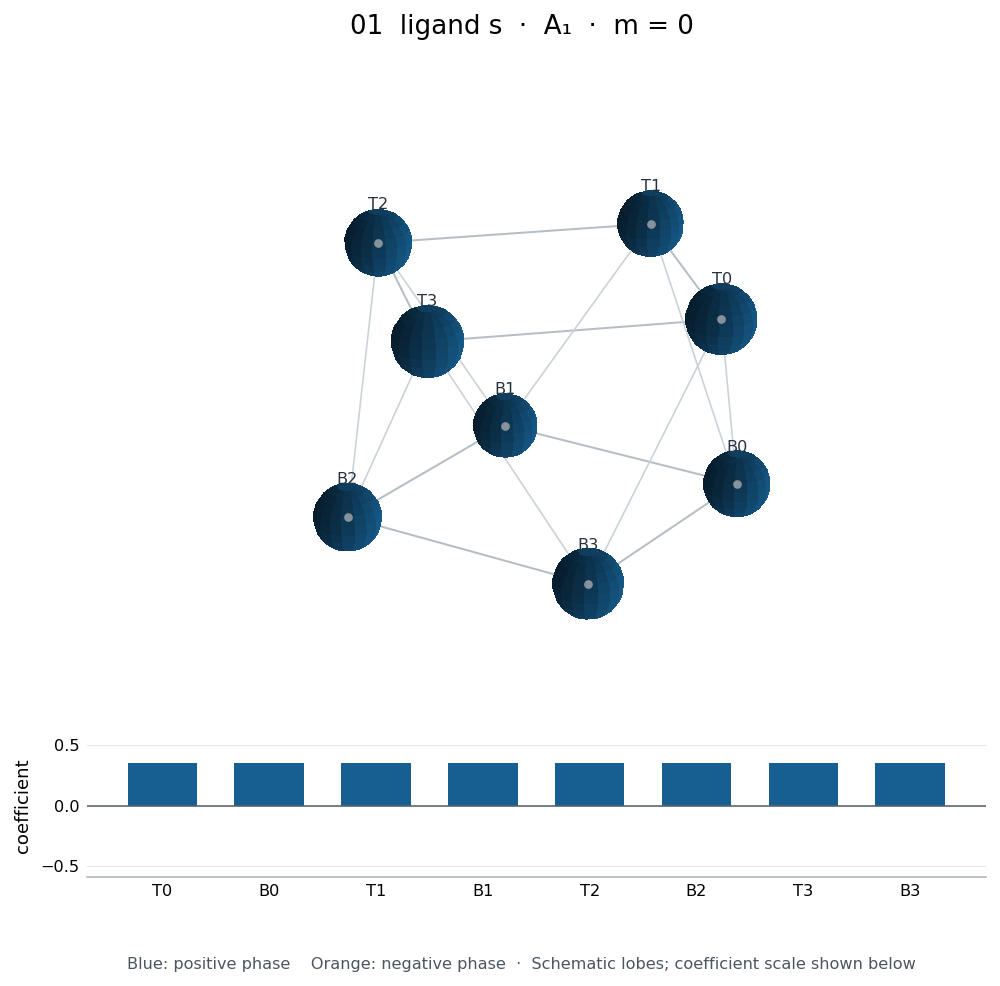 01  ligand s  ·  A₁  ·  m = 0
T1
T2
T0
T3
B1
B0
B2
B3
0.5
0.0
−0.5
coefficient
T0 B0 T1 B1 T2 B2 T3 B3
Blue: positive phase    Orange: negative phase  ·  Schematic lobes; coefficient scale shown below